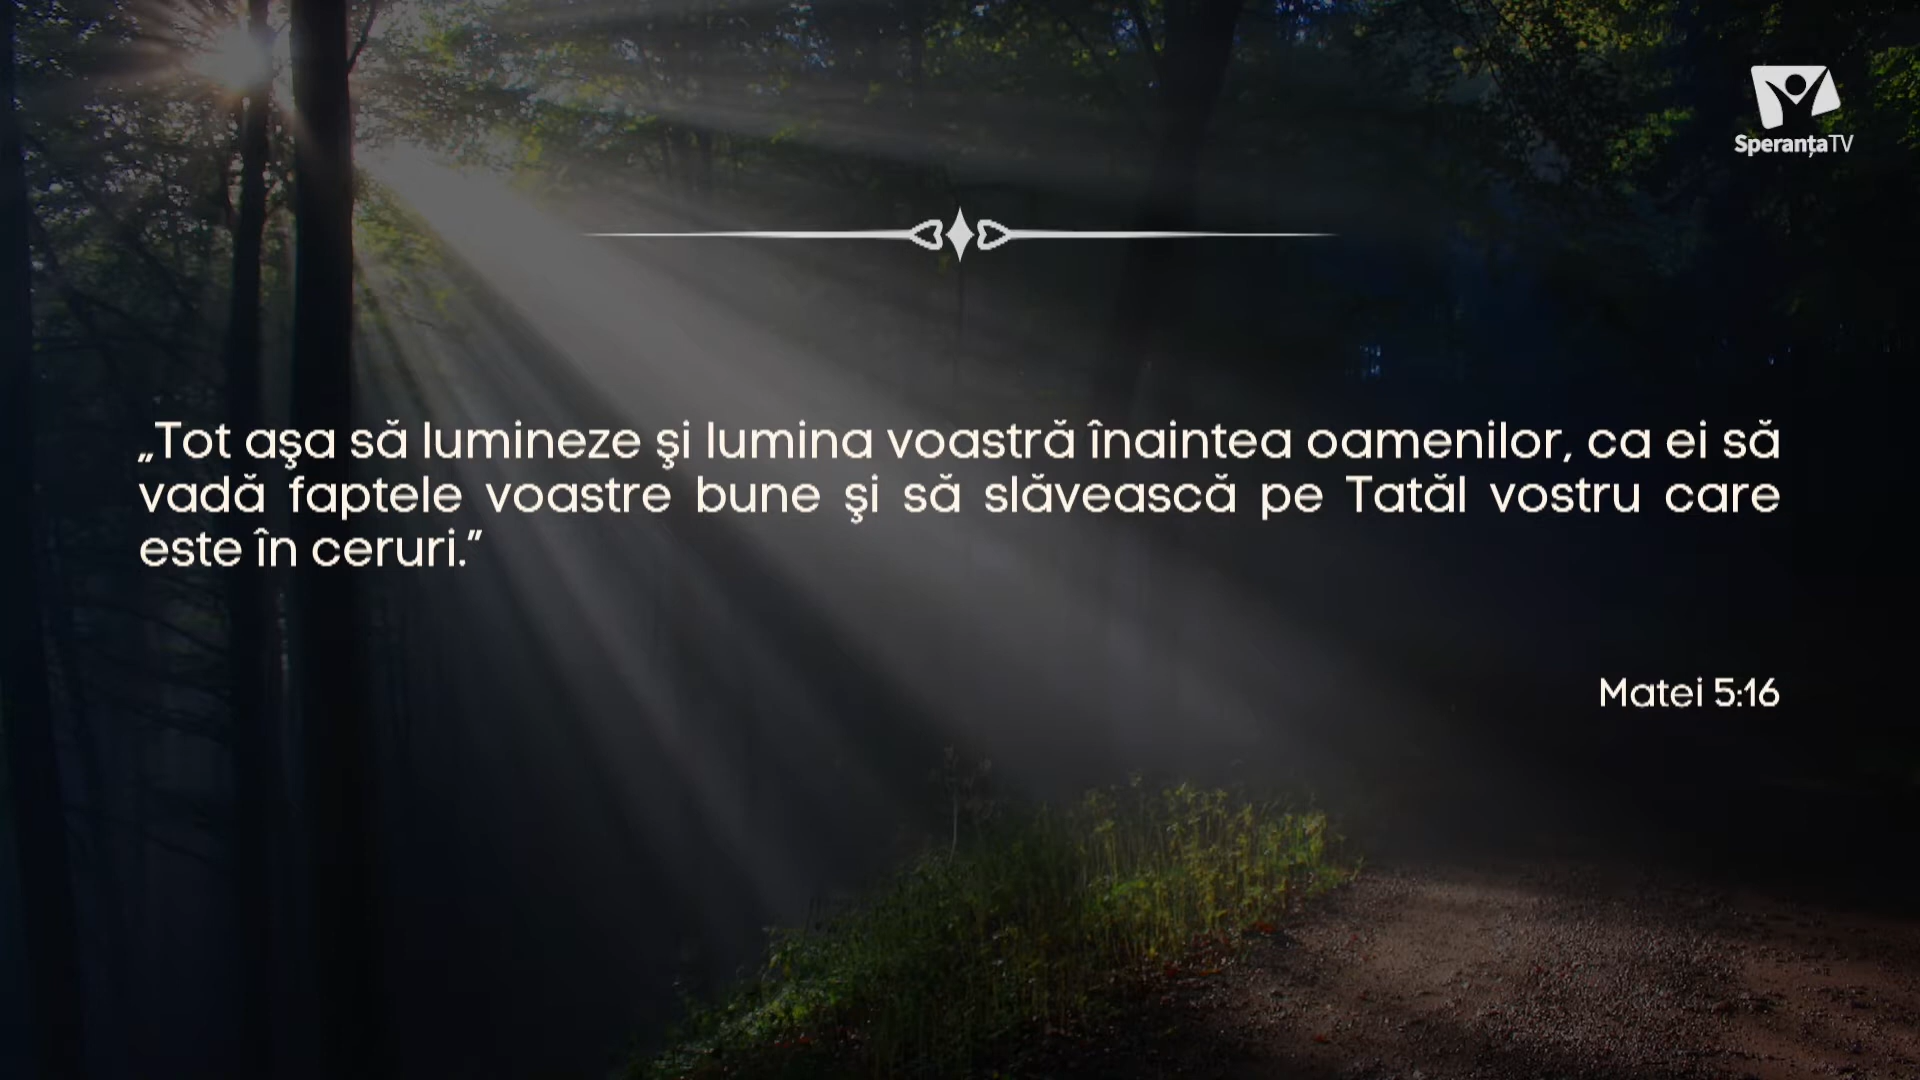 SperanțaTV
„Tot aşa să lumineze şi lumina voastră înaintea oamenilor, ca ei să
vadă faptele voastre bune şi să slăvească pe Tatăl vostru care
este în ceruri.”
Matei 5:16